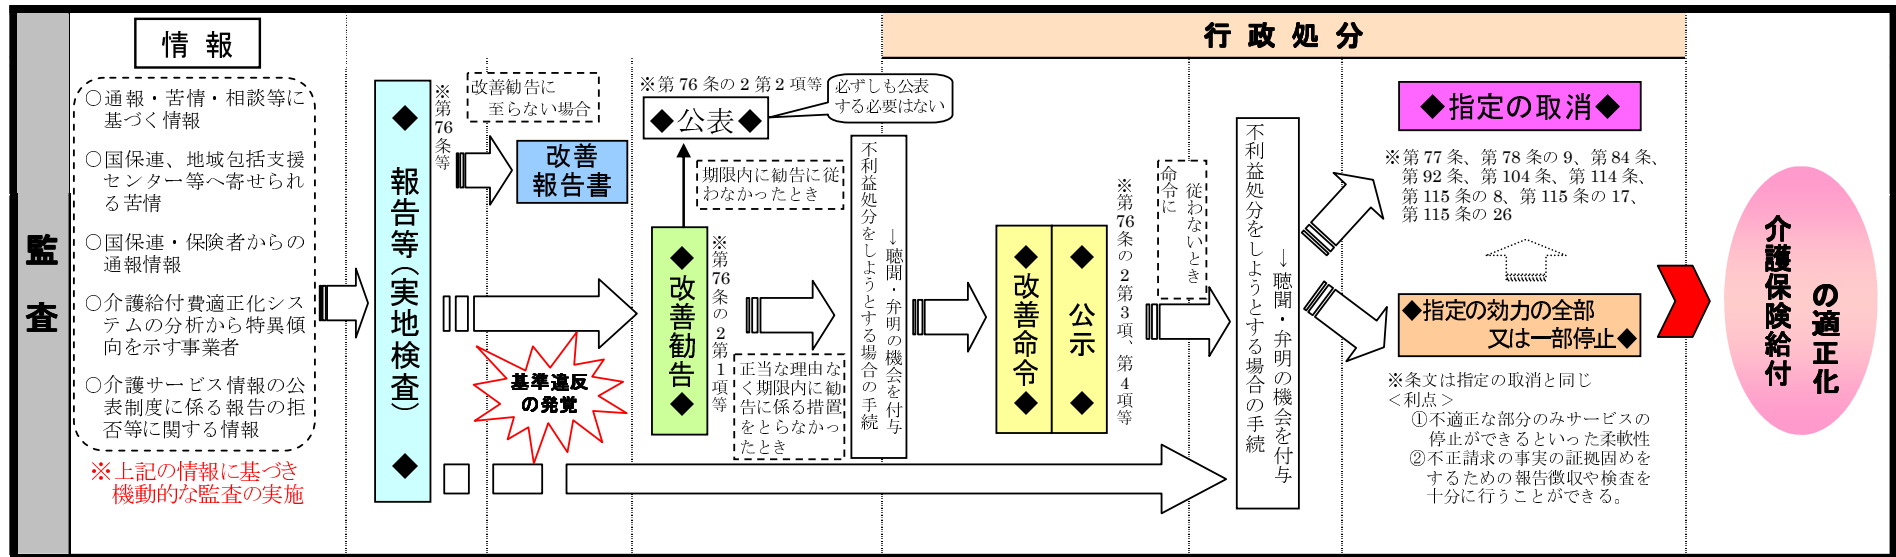 監査
情報
○通報・苦情・相談等に
基づく情報
○国保連、地域包括支援
センター等へ寄せられ
る苦情
○国保連・保険者からの
通報情報
○介護給付費適正化シス
テムの分析から特異傾
向を示す事業者
○介護サービス情報の公
表制度に係る報告の拒
否等に関する情報
※上記の情報に基づき
機動的な監査の実施
◆報告等(実地検査)◆
※第76条等
改善勧告に
至らない場合
改善
報告書
基準違反
の発覚
※第76条の2第2項等
◆公表◆
必ずしも公表
する必要はない
期限内に勧告に従
わなかったとき
◆改善勧告◆
※第76条の2第1項等
正当な理由な
く期限内に勧
告に係る措置
をとらなかっ
たとき
不利益処分をしようとする場合の手続
→聴聞・弁明の機会を付与
行政処分
◆改善命令◆
◆公示◆
※第76条の2第3項、第4項等
命令に
従わないとき
不利益処分をしようとする場合の手続
→聴聞・弁明の機会を付与
◆指定の取消◆
※第77条、第78条の9、第84条、
第92条、第104条、第114条、
第115条の8、第115条の17、
第115条の26
◆指定の効力の全部
又は一部停止◆
※条文は指定の取消と同じ
<利点>
①不適正な部分のみサービスの
停止ができるといった柔軟性
②不正請求の事実の証拠固めを
するための報告徴収や検査を
十分に行うことができる。
介護保険給付
の適正化